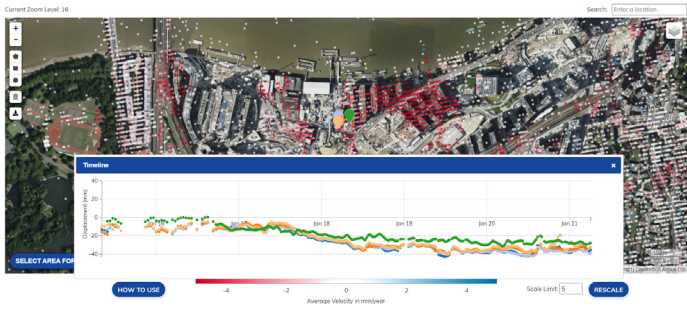 Current Zoom Level: 16
Search: Enter a location
+
−
Timeline
×
Displacement (mm)
40
20
0
-20
-40
Jan 17
Jan 18
Jan 19
Jan 20
Jan 21
SELECT AREA FOR
HOW TO USE
-4 -2 0 2 4
Average Velocity in mm/year
Scale Limit: 5
RESCALE